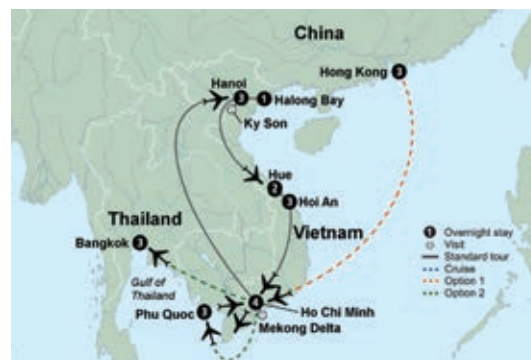 China
Hong Kong 3
Hanoi
3
1 Halong Bay
Ky Son
Hue
2
3 Hoi An
Thailand
Vietnam
Bangkok 3
Gulf of
Thailand
Phu Quoc 3
4
Ho Chi Minh
Mekong Delta
1 Overnight stay
Visit
Standard tour
Cruise
Option 1
Option 2